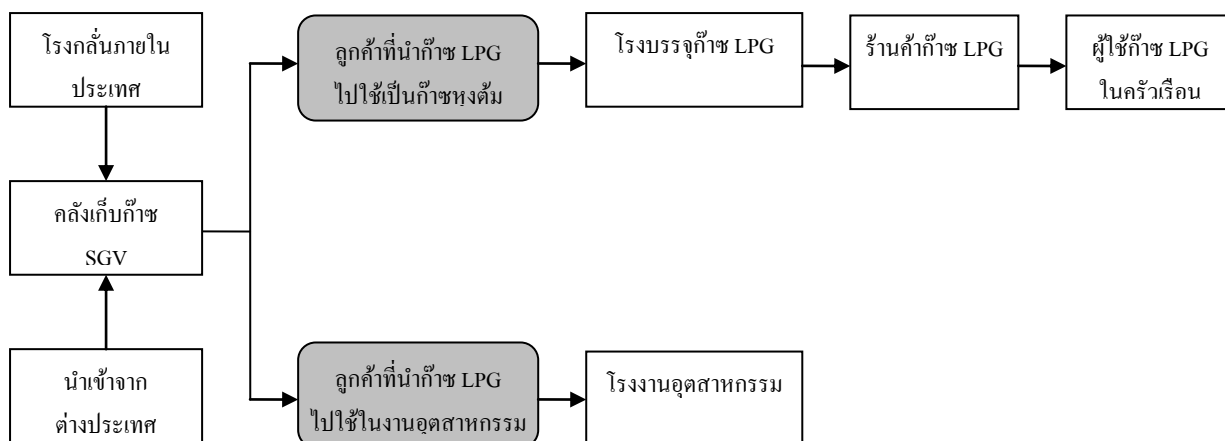 โรงกลั่นภายใน
ประเทศ
ลูกค้าที่นำก๊าซ LPG
ไปใช้เป็นก๊าซหุงต้ม
โรงบรรจุก๊าซ LPG
ร้านค้าก๊าซ LPG
ผู้ใช้ก๊าซ LPG
ในครัวเรือน
คลังเก็บก๊าซ
SGV
นำเข้าจาก
ต่างประเทศ
ลูกค้าที่นำก๊าซ LPG
ไปใช้ในงานอุตสาหกรรม
โรงงานอุตสาหกรรม